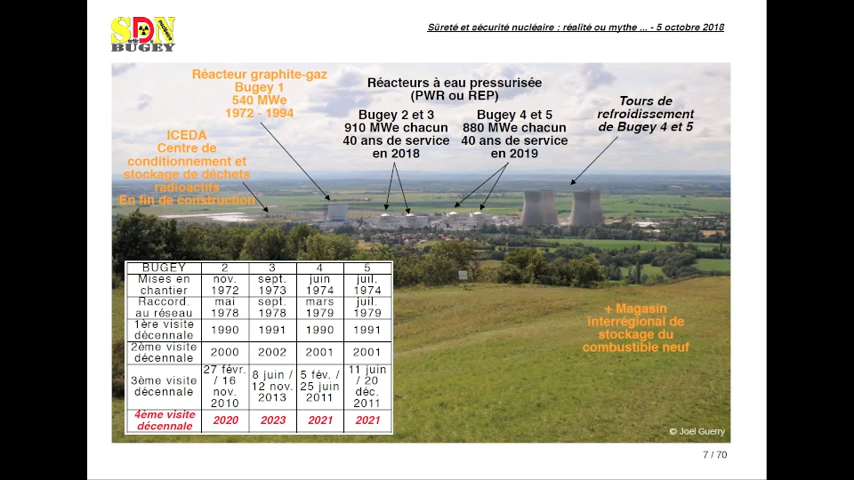 SDN
BUGEY
Sûreté et sécurité nucléaire : réalité ou mythe ... - 5 octobre 2018
Réacteur graphite-gaz
Bugey 1
540 MWe
1972 - 1994
Réacteurs à eau pressurisée
(PWR ou REP)
Bugey 2 et 3
910 MWe chacun
40 ans de service
en 2018
Bugey 4 et 5
880 MWe chacun
40 ans de service
en 2019
Tours de
refroidissement
de Bugey 4 et 5
ICEDA
Centre de
conditionnement et
stockage de déchets
radioactifs
En fin de construction
BUGEY 2 3 4 5
Mises en chantier nov. 1972 sept. 1973 juin 1974 juil. 1974
Raccord. au réseau mai 1978 sept. 1978 mars 1979 juil. 1979
1ère visite décennale 1990 1991 1990 1991
2ème visite décennale 2000 2002 2001 2001
3ème visite décennale 27 févr. / 16 nov. 2010 8 juin / 12 nov. 2013 5 fév. / 25 juin 2011 11 juin / 20 déc. 2011
4ème visite décennale 2020 2023 2021 2021
+ Magasin
interrégional de
stockage du
combustible neuf
© Joël Guerry
7 / 70